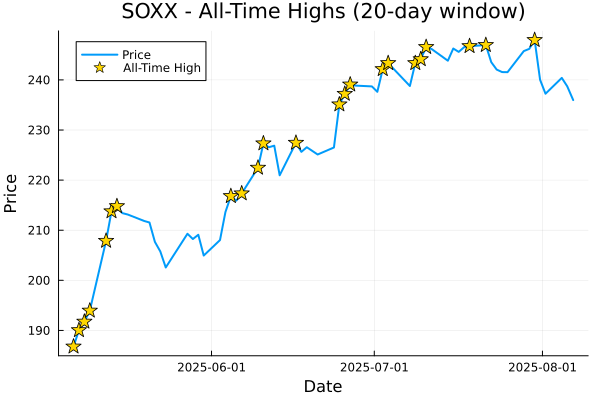 SOXX - All-Time Highs (20-day window)
Price
All-Time High
240
230
220
210
200
190
Price
2025-06-01
2025-07-01
2025-08-01
Date